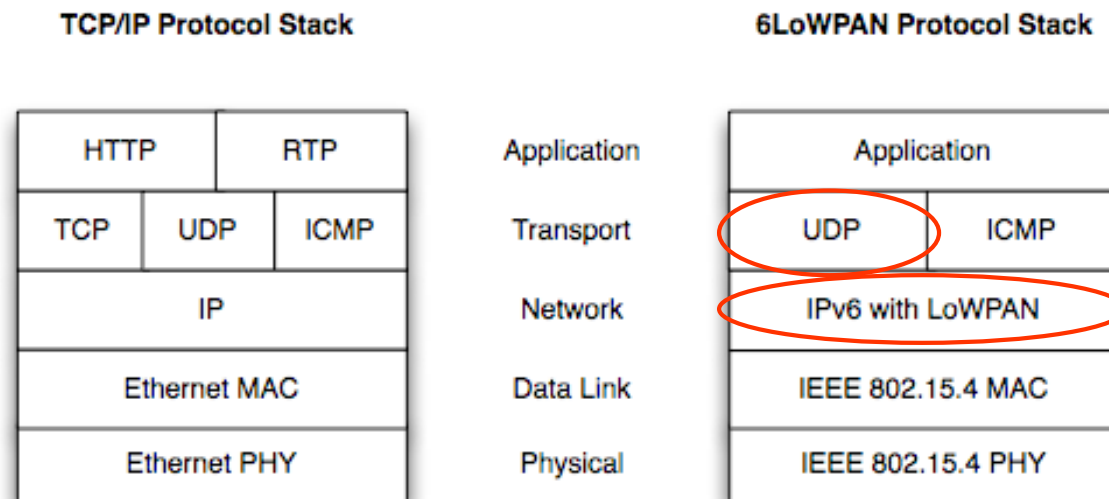 TCP/IP Protocol Stack 6LoWPAN Protocol Stack
HTTP RTP Application Application
TCP UDP ICMP Transport UDP ICMP
IP Network IPv6 with LoWPAN
Ethernet MAC Data Link IEEE 802.15.4 MAC
Ethernet PHY Physical IEEE 802.15.4 PHY